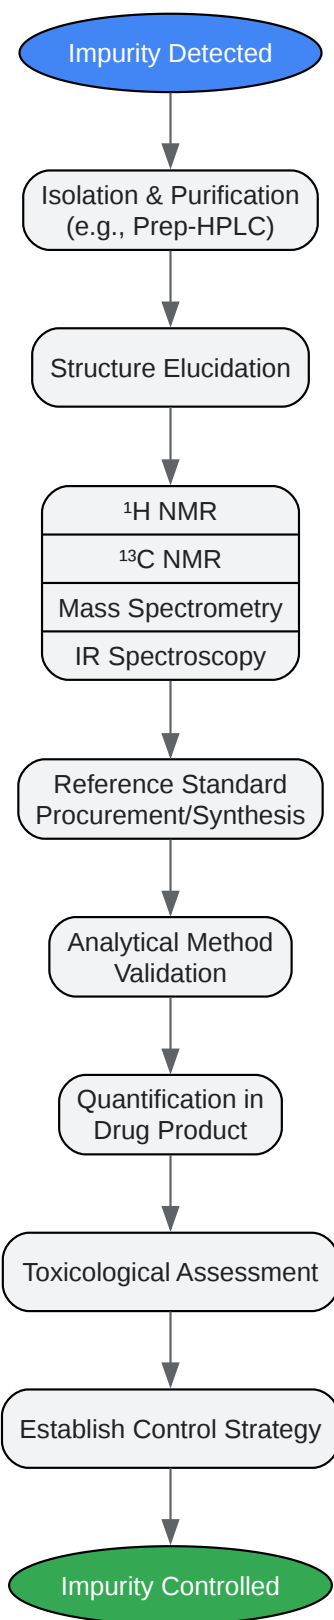 Impurity Detected
Isolation & Purification
(e.g., Prep-HPLC)
Structure Elucidation
¹H NMR
¹³C NMR
Mass Spectrometry
IR Spectroscopy
Reference Standard
Procurement/Synthesis
Analytical Method
Validation
Quantification in
Drug Product
Toxicological Assessment
Establish Control Strategy
Impurity Controlled